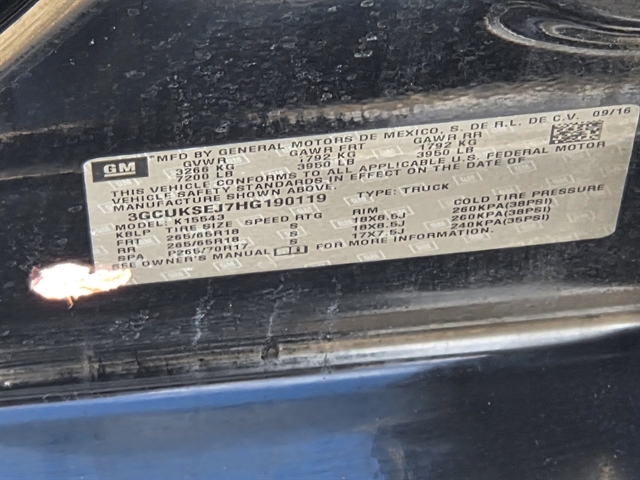 GM
*MFD BY GENERAL MOTORS DE MEXICO, S. DE R.L. DE C.V. 09/16
GVWR GAWR FRT GAWR RR
3266 KG 1792 KG 1792 KG
7200 LB 3950 LB 3950 LB
THIS VEHICLE CONFORMS TO ALL APPLICABLE U.S. FEDERAL MOTOR
VEHICLE SAFETY STANDARDS IN EFFECT ON THE DATE OF
MANUFACTURE SHOWN ABOVE.
3GCUKSEJ7HG190119 TYPE: TRUCK
MODEL: K15543
KBLP TIRE SIZE SPEED RTG RIM COLD TIRE PRESSURE
FRT 265/65R18 S 18X8.5J 260KPA(38PSI)
RR 265/65R18 S 18X8.5J 260KPA(38PSI)
SPA P265/70R17 S 17X7.5J 240KPA(35PSI)
SEE OWNER'S MANUAL FOR MORE INFORMATION.